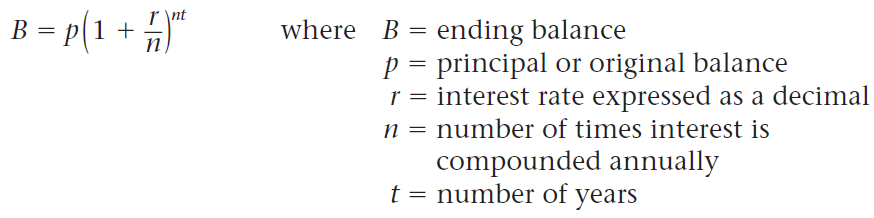 B = p(1 + r/n)^nt where B = ending balance
p = principal or original balance
r = interest rate expressed as a decimal
n = number of times interest is
compounded annually
t = number of years